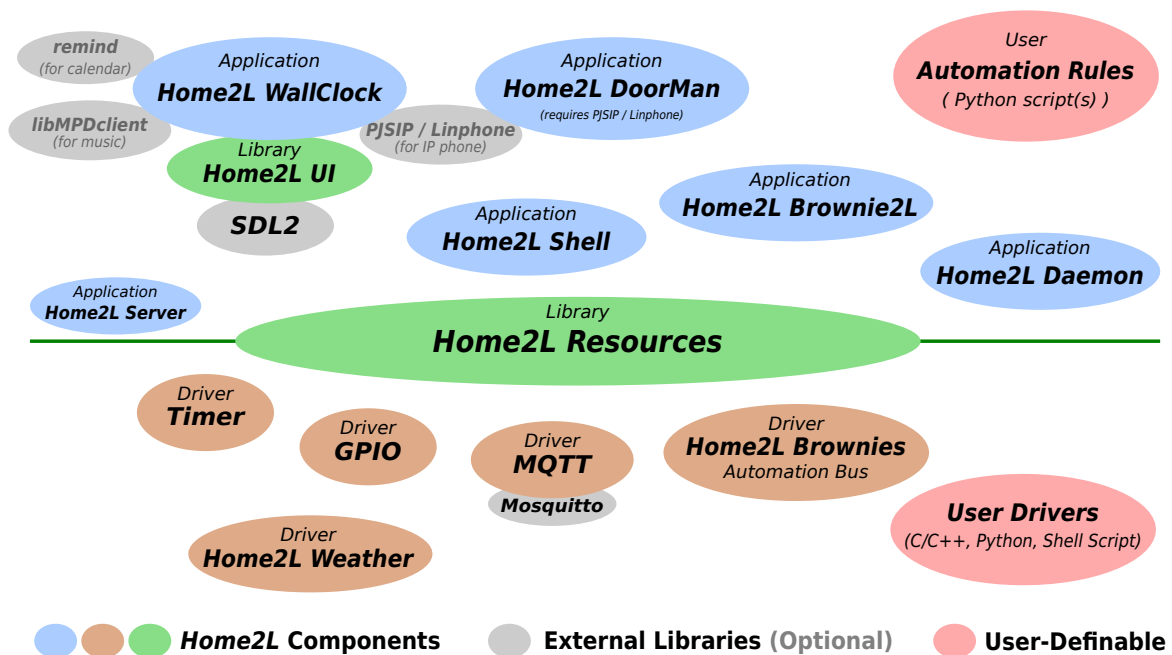 remind
(for calendar)
Application
Home2L WallClock
Application
Home2L DoorMan
(requires PJSIP / Linphone)
User
Automation Rules
( Python script(s) )
libMPDclient
(for music)
PJSIP / Linphone
(for IP phone)
Library
Home2L UI
SDL2
Application
Home2L Shell
Application
Home2L Brownie2L
Application
Home2L Daemon
Application
Home2L Server
Library
Home2L Resources
Driver
Timer
Driver
GPIO
Driver
MQTT
Mosquitto
Driver
Home2L Brownies
Automation Bus
Driver
Home2L Weather
User Drivers
(C/C++, Python, Shell Script)
Home2L Components
External Libraries (Optional)
User-Definable